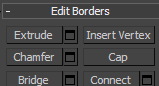 - Edit Borders
Extrude Insert Vertex
Chamfer Cap
Bridge Connect